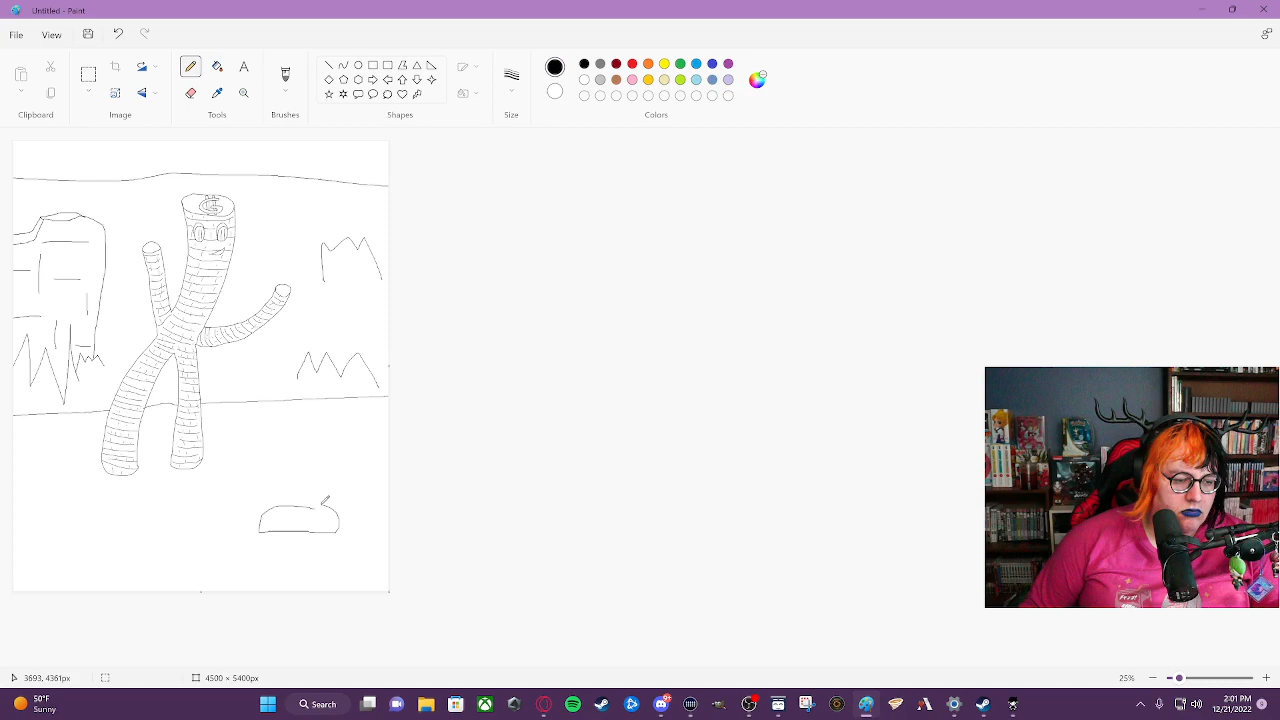 Untitled - Paint
File View
A
Clipboard Image Tools Brushes Shapes Size Colors
3693, 4361px 4500 × 5400px 25%
50°F
Sunny
Search
2:01 PM
12/21/2022